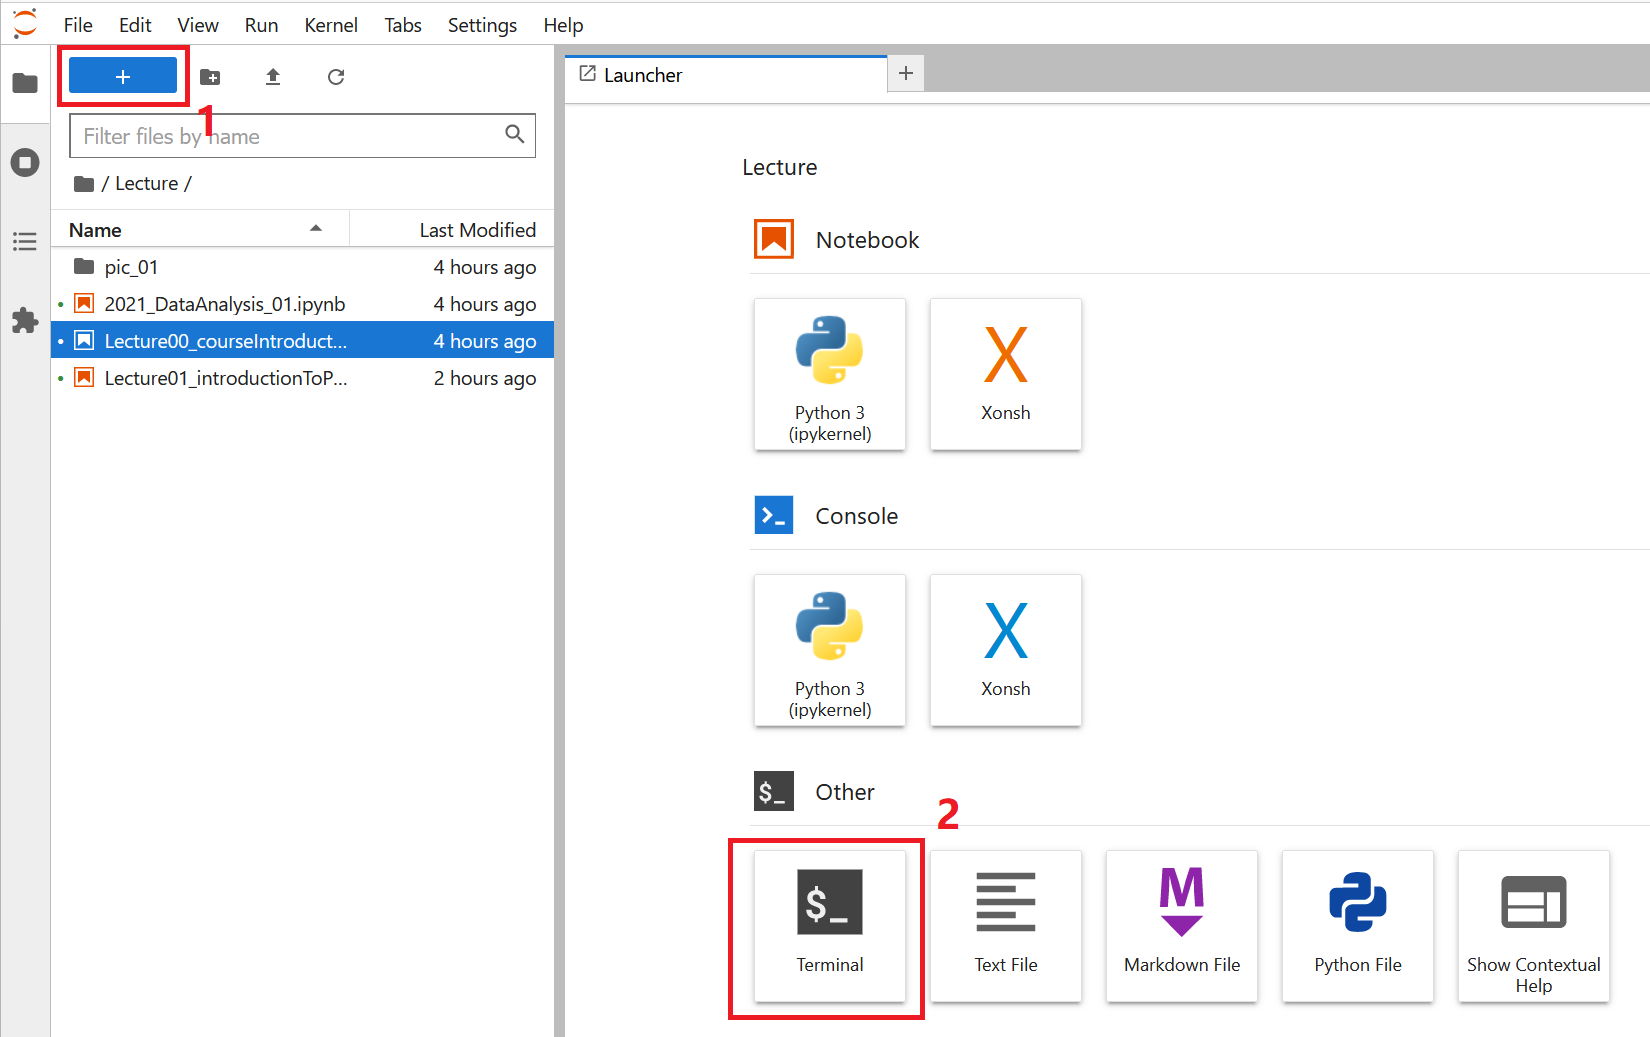 File Edit View Run Kernel Tabs Settings Help
+
1
Launcher
+
Filter files by name
/ Lecture /
Name Last Modified
pic_01 4 hours ago
2021_DataAnalysis_01.ipynb 4 hours ago
Lecture00_courseIntroduct... 4 hours ago
Lecture01_introductionToP... 2 hours ago
Lecture
Notebook
Python 3
(ipykernel)
X
Xonsh
>_ Console
Python 3
(ipykernel)
X
Xonsh
$_ Other
2
$_
Terminal
Text File
M
Markdown File
Python File
Show Contextual
Help